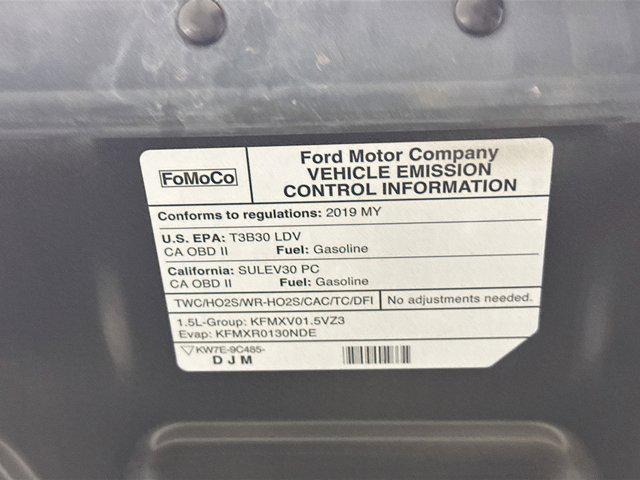 FoMoCo
Ford Motor Company
VEHICLE EMISSION
CONTROL INFORMATION
Conforms to regulations: 2019 MY
U.S. EPA: T3B30 LDV
CA OBD II Fuel: Gasoline
California: SULEV30 PC
CA OBD II Fuel: Gasoline
TWC/HO2S/WR-HO2S/CAC/TC/DFI No adjustments needed.
1.5L-Group: KFMXV01.5VZ3
Evap: KFMXR0130NDE
KW7E-9C485-
D J M